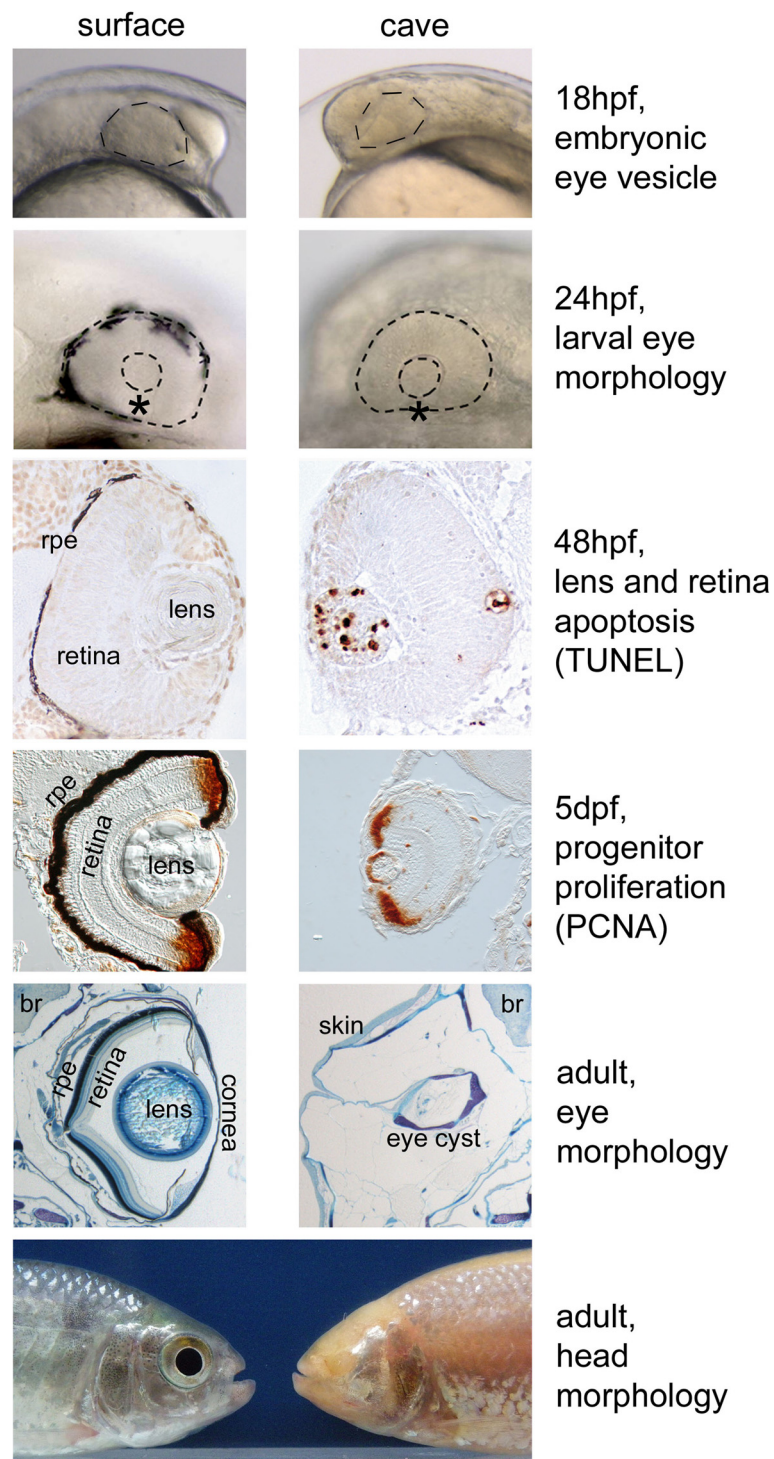 surface
cave
18hpf,
embryonic
eye vesicle
*
*
24hpf,
larval eye
morphology
rpe
lens
retina
48hpf,
lens and retina
apoptosis
(TUNEL)
rpe
retina
lens
5dpf,
progenitor
proliferation
(PCNA)
br
rpe
retina
lens
cornea
br
skin
eye cyst
adult,
eye
morphology
adult,
head
morphology